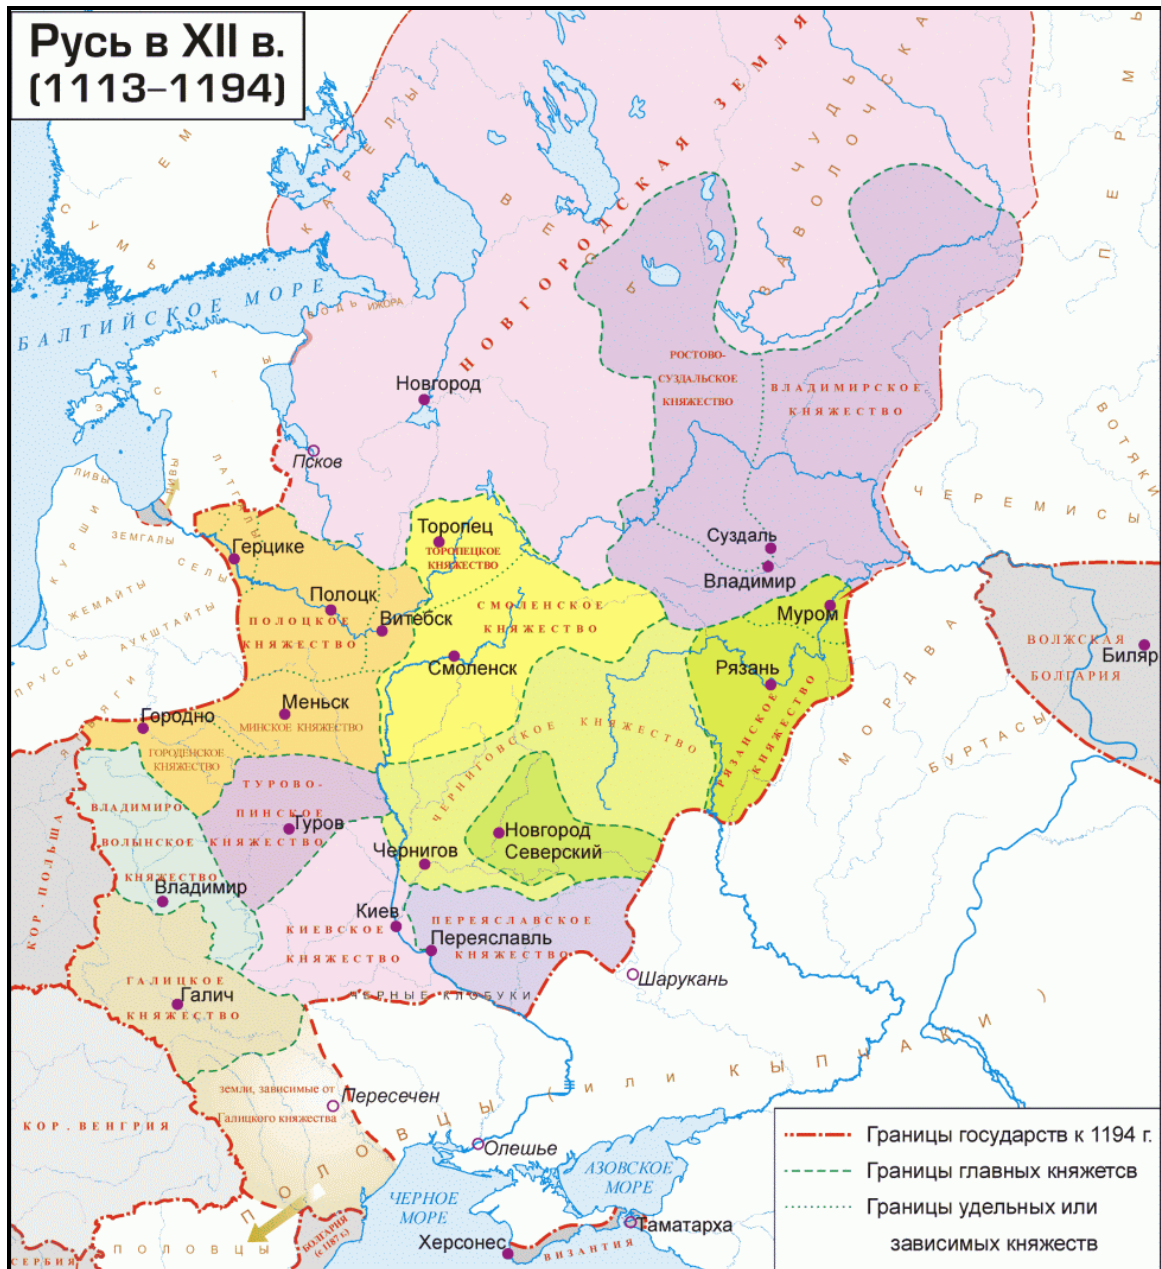 Русь в XII в.
(1113–1194)
СУМЬ
ЕМЬ
КАРЕЛЫ
ВЕСЬ
НОВГОРОДСКАЯ ЗЕМЛЯ
ЗАВОЛОЧСКАЯ
ЧУДЬ
ПЕРМЬ
БАЛТИЙСКОЕ МОРЕ
ВОДЬ
ИЖОРА
ЭСТЫ
РОСТОВО-
СУЗДАЛЬСКОЕ
КНЯЖЕСТВО
ВЛАДИМИРСКОЕ
КНЯЖЕСТВО
Новгород
Псков
ВОТЯКИ
ЧЕРЕМИСЫ
ЛИВЫ
ЛИВЫ
ЛАТГАЛЫ
КУРШИ
ЗЕМГАЛЫ
СЕЛЫ
ЖЕМАЙТЫ
АУКШТАЙТЫ
ПРУССЫ
ЯТВЯГИ
Торопец
ТОРОПЕЦКОЕ
КНЯЖЕСТВО
Герцике
Суздаль
Владимир
Полоцк
ПОЛОЦКОЕ
КНЯЖЕСТВО
Витебск
СМОЛЕНСКОЕ
КНЯЖЕСТВО
Смоленск
Муром
Рязань
РЯЗАНСКОЕ
КНЯЖЕСТВО
ВОЛЖСКАЯ
БОЛГАРИЯ
Биляр
МОРДВА
БУРТАСЫ
Городно
Меньск
МИНСКОЕ КНЯЖЕСТВО
ГОРОДЕНСКОЕ
КНЯЖЕСТВО
ЧЕРНИГОВСКОЕ КНЯЖЕСТВО
ТУРОВО-
ПИНСКОЕ
КНЯЖЕСТВО
Туров
ВЛАДИМИРО
ВОЛЫНСКОЕ
КНЯЖЕСТВО
Владимир
КОР. ПОЛЬША
Новгород
Северский
Чернигов
Киев
КИЕВСКОЕ
КНЯЖЕСТВО
ПЕРЕЯСЛАВСКОЕ
КНЯЖЕСТВО
Переяславль
Шарукань
ГАЛИЦКОЕ
КНЯЖЕСТВО
Галич
ЧЕРНЫЕ КЛОБУКИ
земли, зависимые от
Галицкого княжества
Пересечен
ПОЛОВЦЫ (или КЫПЧАКИ)
КОР. ВЕНГРИЯ
Олешье
АЗОВСКОЕ
МОРЕ
ЧЕРНОЕ
МОРЕ
Таматарха
Херсонес
ВИЗАНТИЯ
БОЛГАРИЯ
(с 1187 г.)
ПОЛОВЦЫ
СЕРБИЯ
Границы государств к 1194 г.
Границы главных княжетсв
Границы удельных или
зависимых княжеств